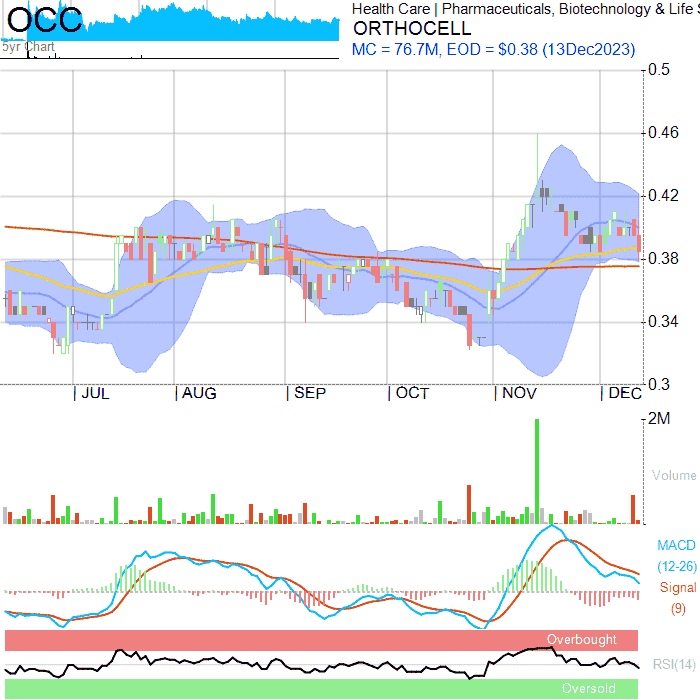 OCC
5yr Chart
Health Care | Pharmaceuticals, Biotechnology & Life S
ORTHOCELL
MC = 76.7M, EOD = $0.38 (13Dec2023)
0.5
0.46
0.42
0.38
0.34
0.3
JUL AUG SEP OCT NOV DEC
2M
Volume
MACD
(12-26)
Signal
(9)
Overbought
RSI(14)
Oversold